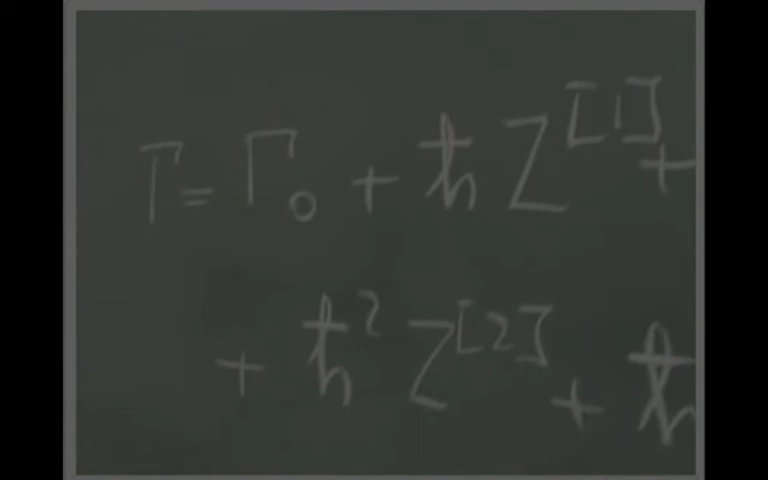 Γ = Γ₀ + ħ Z^[1] +
+ ħ² Z^[2] + ħ